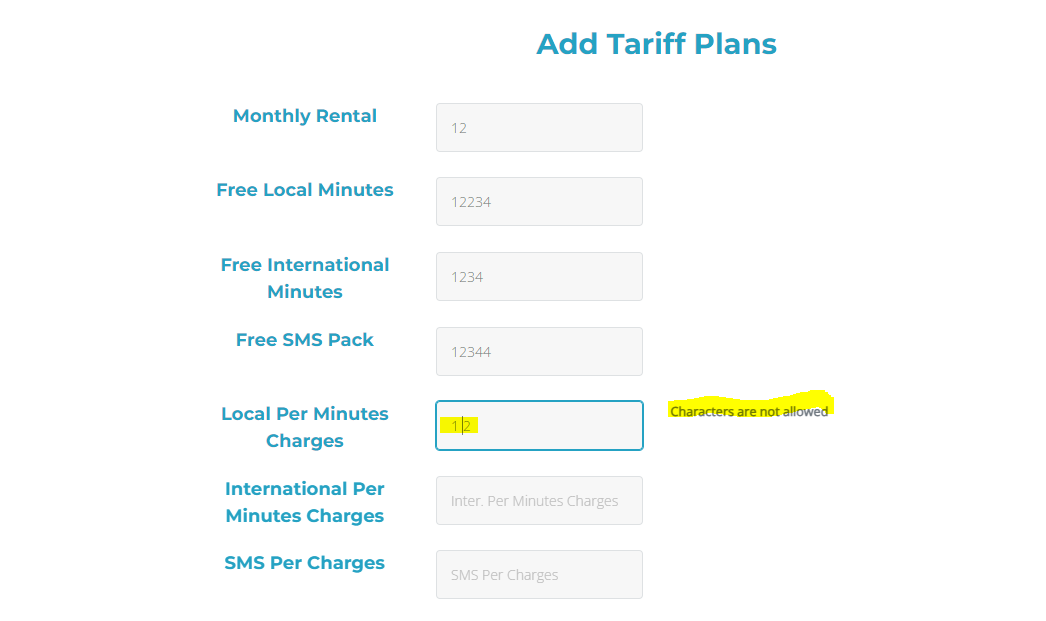 Add Tariff Plans
Monthly Rental
12
Free Local Minutes
12234
Free International
Minutes
1234
Free SMS Pack
12344
Local Per Minutes
Charges
1 2
Characters are not allowed
International Per
Minutes Charges
Inter. Per Minutes Charges
SMS Per Charges
SMS Per Charges